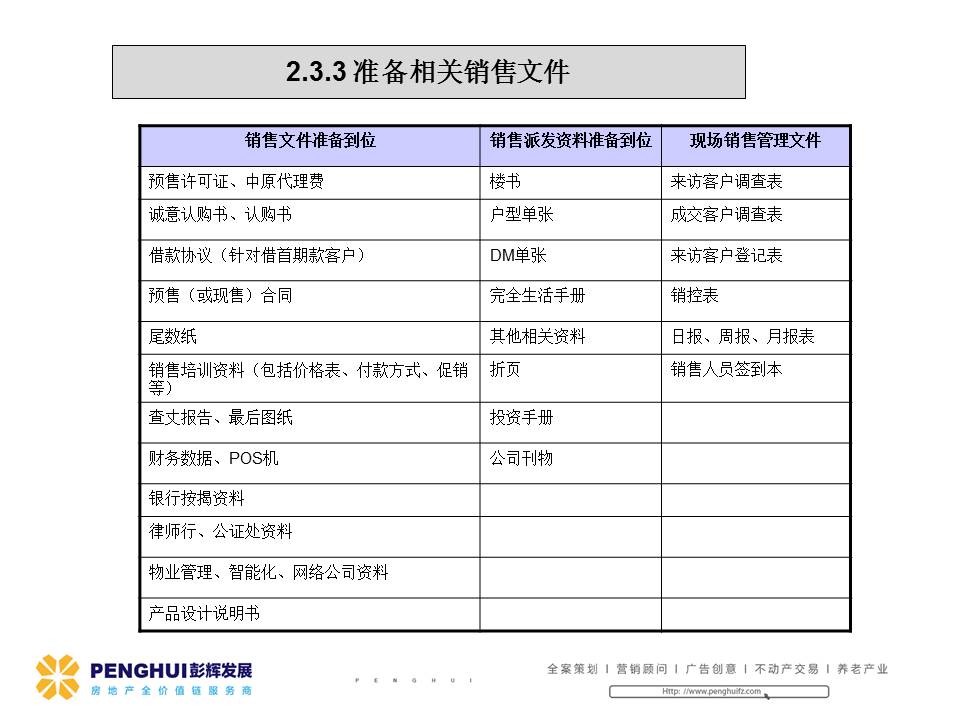 2.3.3 准备相关销售文件
销售文件准备到位 销售派发资料准备到位 现场销售管理文件
预售许可证、中原代理费 楼书 来访客户调查表
诚意认购书、认购书 户型单张 成交客户调查表
借款协议（针对借首期款客户） DM单张 来访客户登记表
预售（或现售）合同 完全生活手册 销控表
尾数纸 其他相关资料 日报、周报、月报表
销售培训资料（包括价格表、付款方式、促销 折页 销售人员签到本
等）
查丈报告、最后图纸 投资手册
财务数据、POS机 公司刊物
银行按揭资料
律师行、公证处资料
物业管理、智能化、网络公司资料
产品设计说明书
PENGHUI彭辉发展
房地产全价值链服务商
PENGHUI
全案策划 | 营销顾问 | 广告创意 | 不动产交易 | 养老产业
Http: //www.penghuifz.com